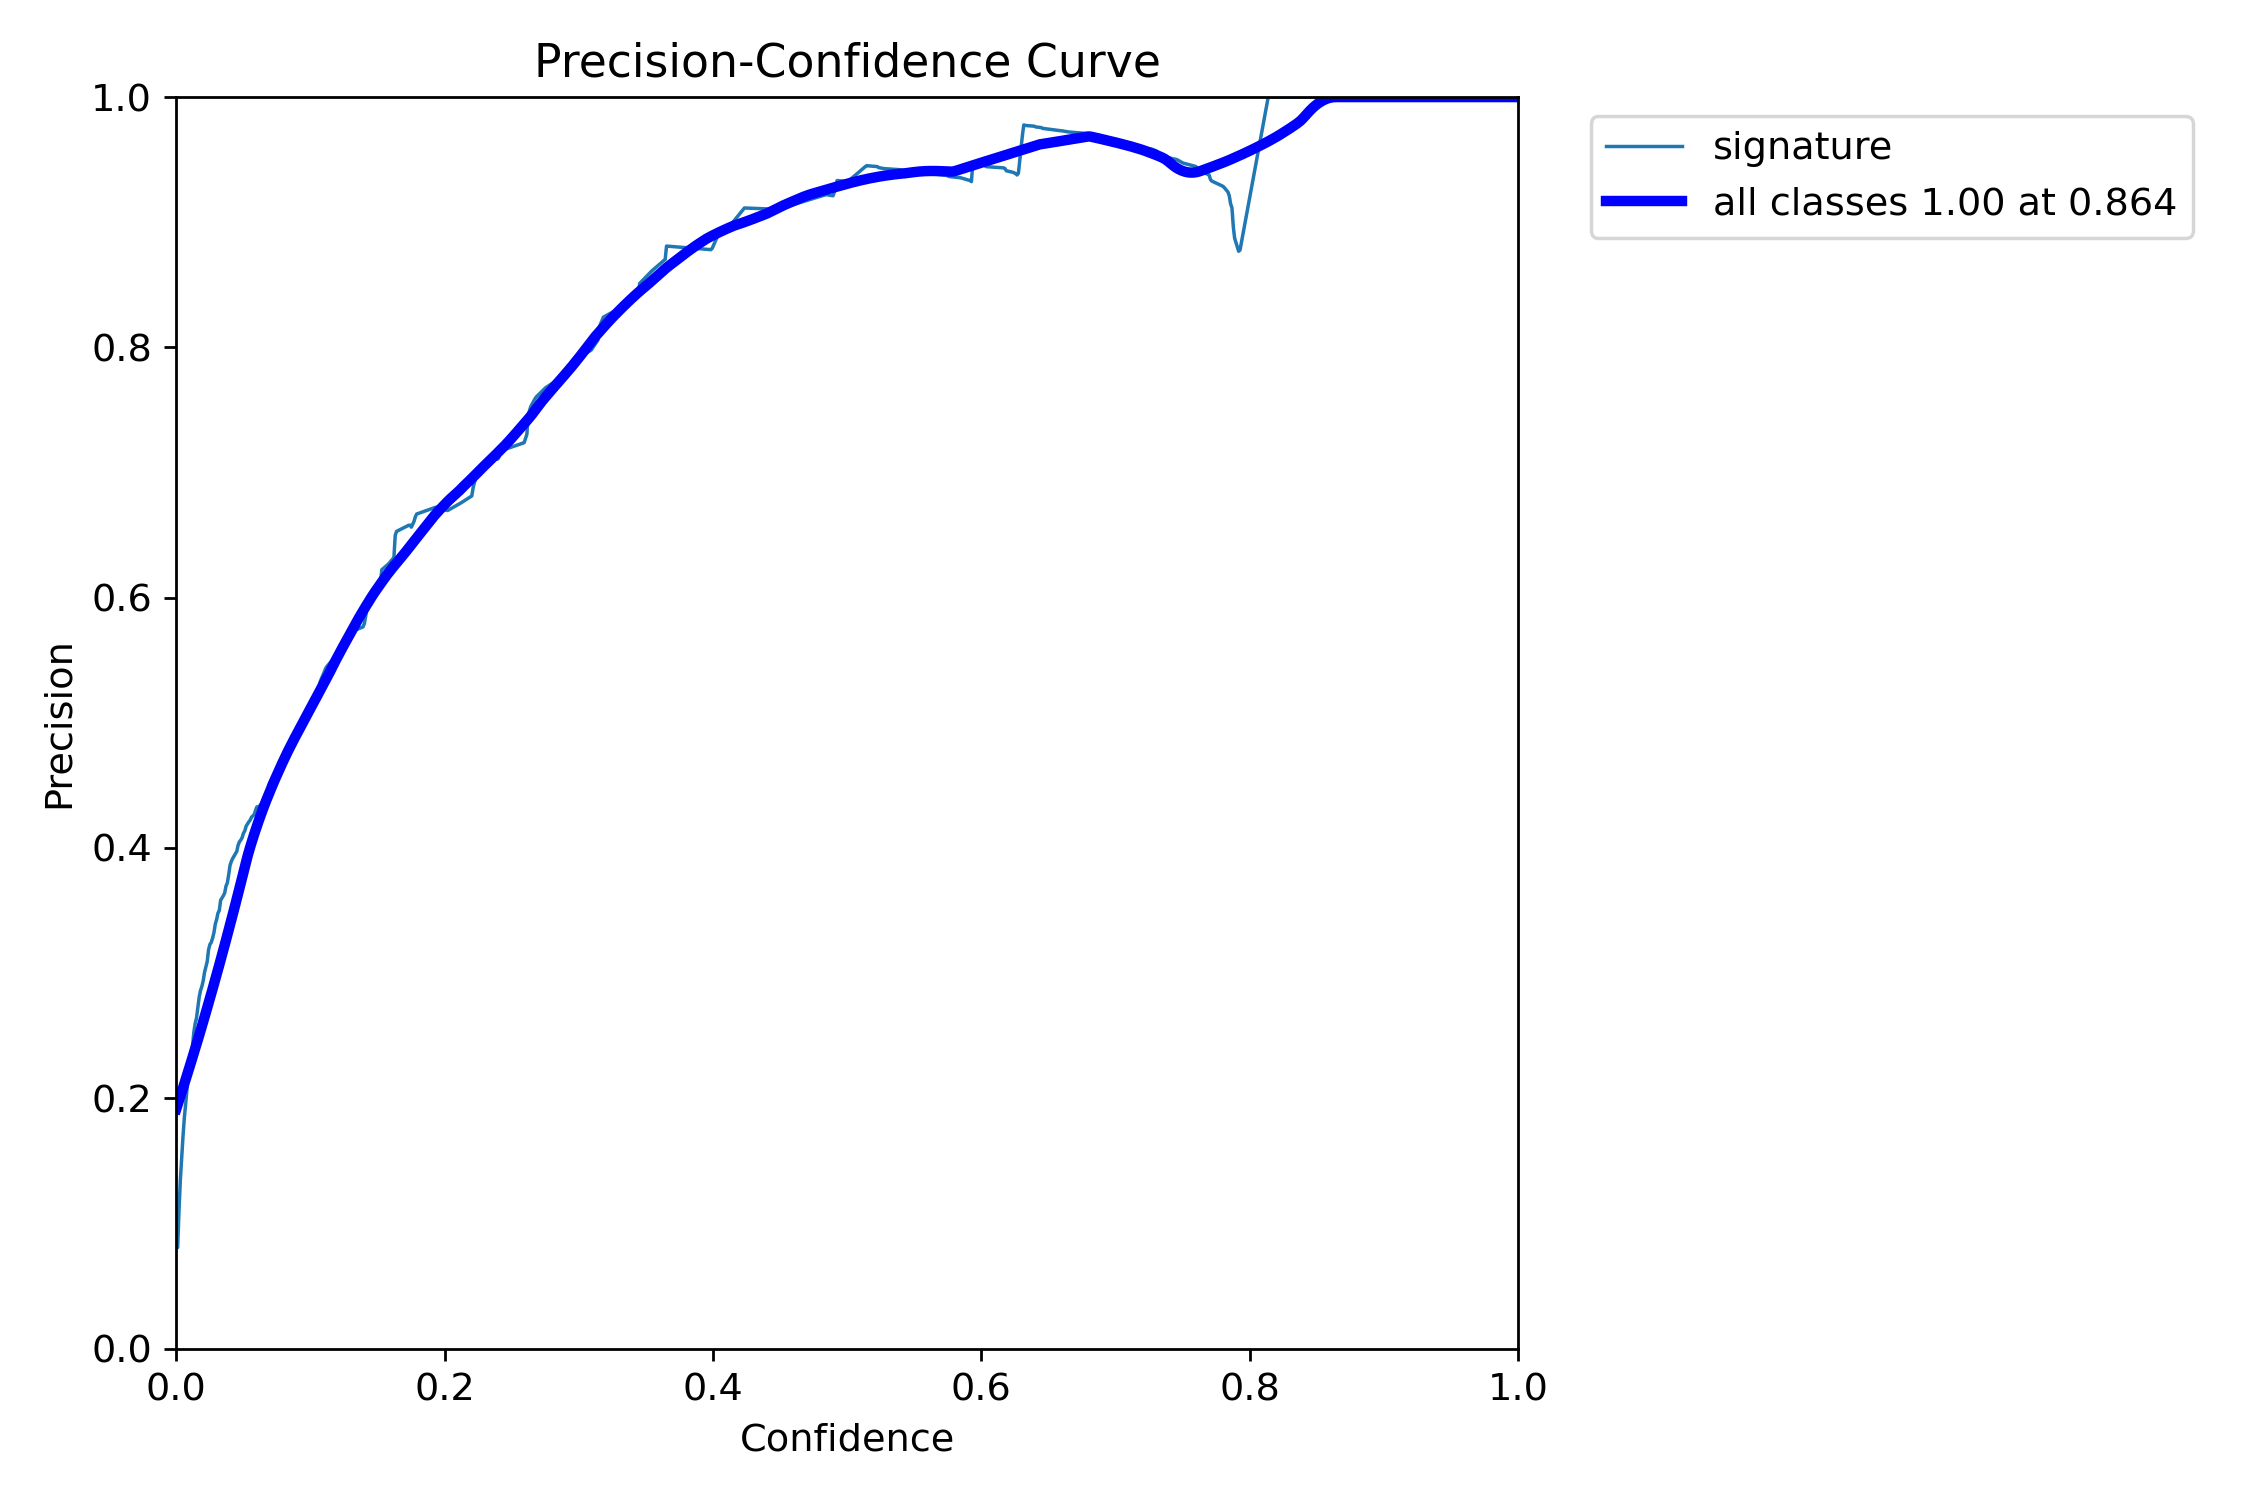 Precision-Confidence Curve
1.0
0.8
0.6
0.4
0.2
0.0
Precision
0.0 0.2 0.4 0.6 0.8 1.0
Confidence
signature
all classes 1.00 at 0.864